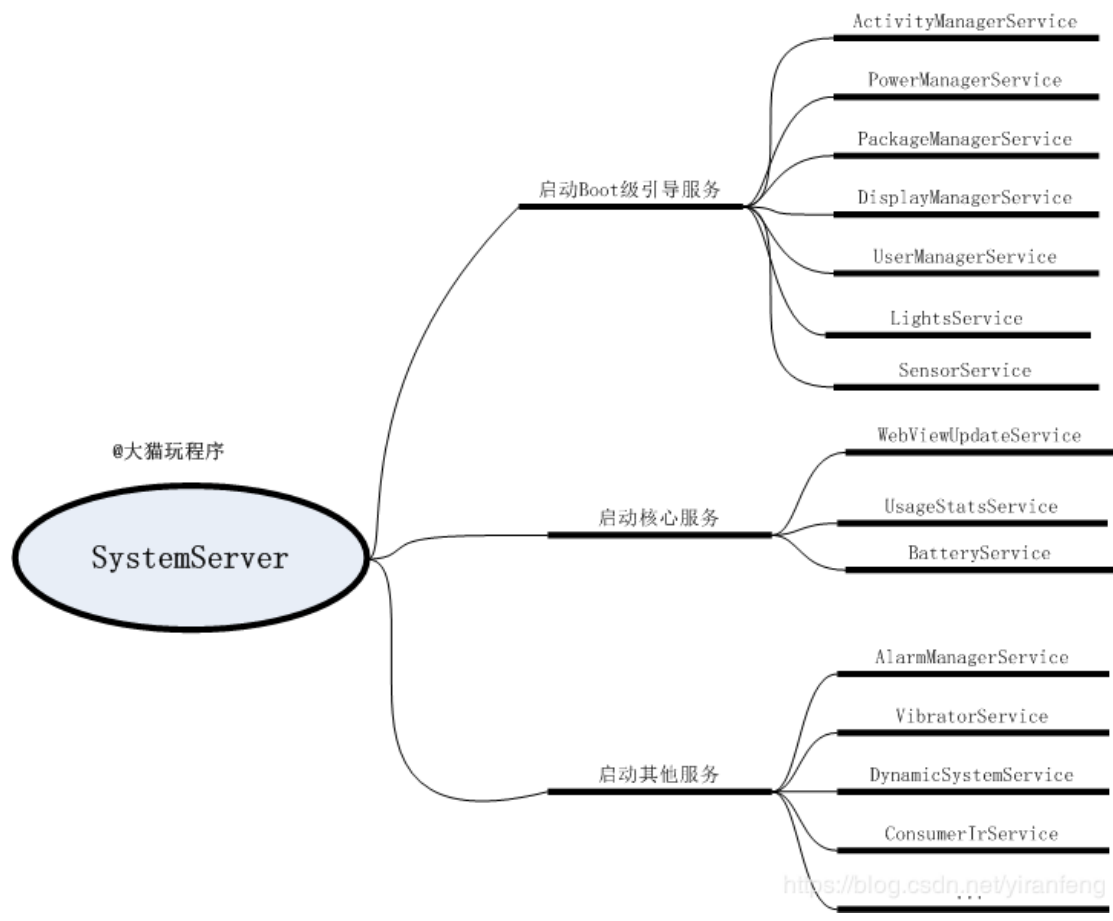 ActivityManagerService
PowerManagerService
PackageManagerService
启动Boot级引导服务
DisplayManagerService
UserManagerService
LightsService
SensorService
@大猫玩程序
SystemServer
WebViewUpdateService
启动核心服务
UsageStatsService
BatteryService
AlarmManagerService
VibratorService
启动其他服务
DynamicSystemService
ConsumerIrService
...
https://blog.csdn.net/yiranfeng